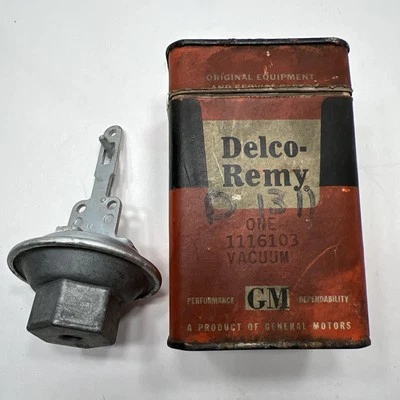 ORIGINAL EQUIPMENT
Delco-
Remy
D-1311
ONE
1116103
VACUUM
PERFORMANCE GM DEPENDABILITY
A PRODUCT OF GENERAL MOTORS